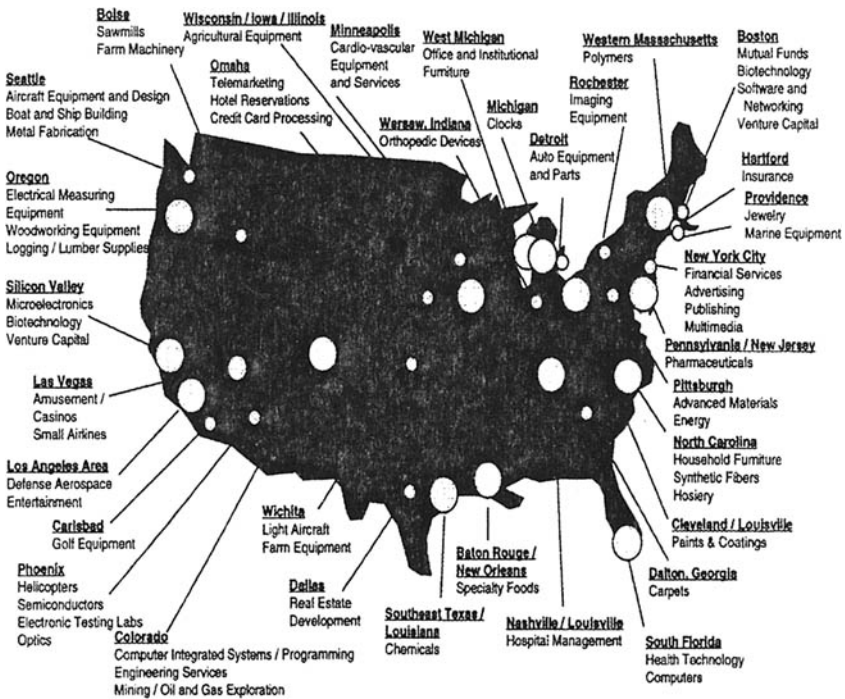 Boise
Sawmills
Farm Machinery
Wisconsin / Iowa / Illinois
Agricultural Equipment
Minneapolis
Cardio-vascular
Equipment
and Services
West Michigan
Office and Institutional
Furniture
Western Massachusetts
Polymers
Boston
Mutual Funds
Biotechnology
Software and
Networking
Venture Capital
Seattle
Aircraft Equipment and Design
Boat and Ship Building
Metal Fabrication
Omaha
Telemarketing
Hotel Reservations
Credit Card Processing
Warsaw, Indiana
Orthopedic Devices
Michigan
Clocks
Rochester
Imaging
Equipment
Detroit
Auto Equipment
and Parts
Hartford
Insurance
Providence
Jewelry
Marine Equipment
Oregon
Electrical Measuring
Equipment
Woodworking Equipment
Logging / Lumber Supplies
New York City
Financial Services
Advertising
Publishing
Multimedia
Silicon Valley
Microelectronics
Biotechnology
Venture Capital
Pennsylvania / New Jersey
Pharmaceuticals
Las Vegas
Amusement /
Casinos
Small Airlines
Pittsburgh
Advanced Materials
Energy
North Carolina
Household Furniture
Synthetic Fibers
Hosiery
Los Angeles Area
Defense Aerospace
Entertainment
Carlsbad
Golf Equipment
Wichita
Light Aircraft
Farm Equipment
Cleveland / Louisville
Paints & Coatings
Baton Rouge /
New Orleans
Specialty Foods
Dalton, Georgia
Carpets
Phoenix
Helicopters
Semiconductors
Electronic Testing Labs
Optics
Dallas
Real Estate
Development
Southeast Texas /
Louisiana
Chemicals
Nashville / Louisville
Hospital Management
Colorado
Computer Integrated Systems / Programming
Engineering Services
Mining / Oil and Gas Exploration
South Florida
Health Technology
Computers